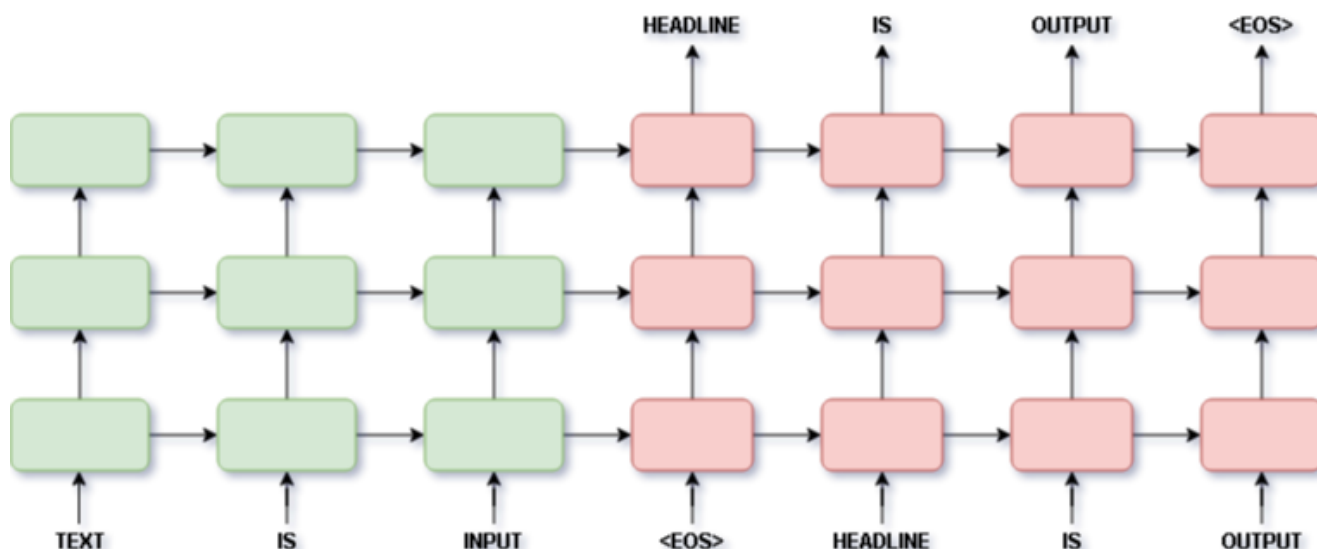 HEADLINE IS OUTPUT <EOS>
TEXT IS INPUT <EOS> HEADLINE IS OUTPUT